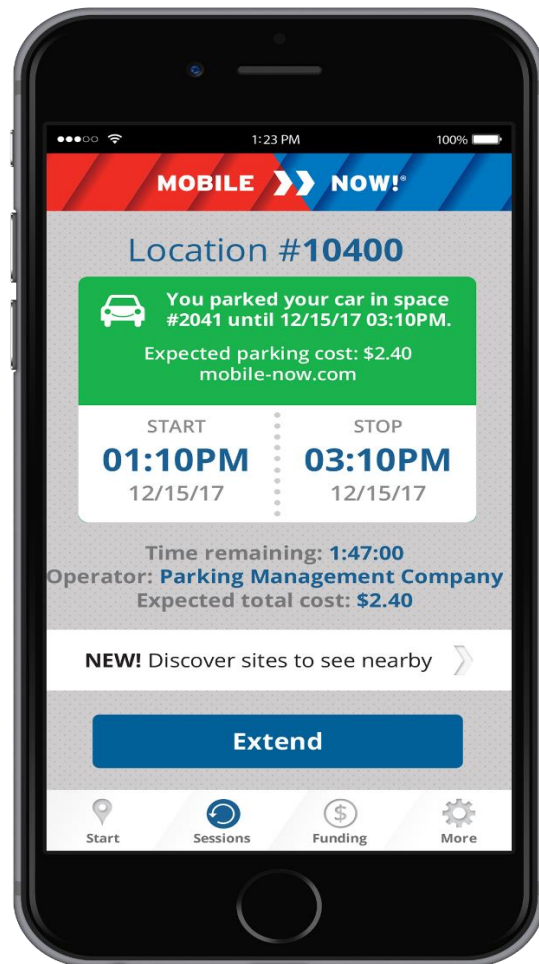 1:23 PM
100%
MOBILE NOW!®
Location #10400
You parked your car in space
#2041 until 12/15/17 03:10PM.
Expected parking cost: $2.40
mobile-now.com
START
01:10PM
12/15/17
STOP
03:10PM
12/15/17
Time remaining: 1:47:00
Operator: Parking Management Company
Expected total cost: $2.40
NEW! Discover sites to see nearby
Extend
$
Start
Sessions
Funding
More